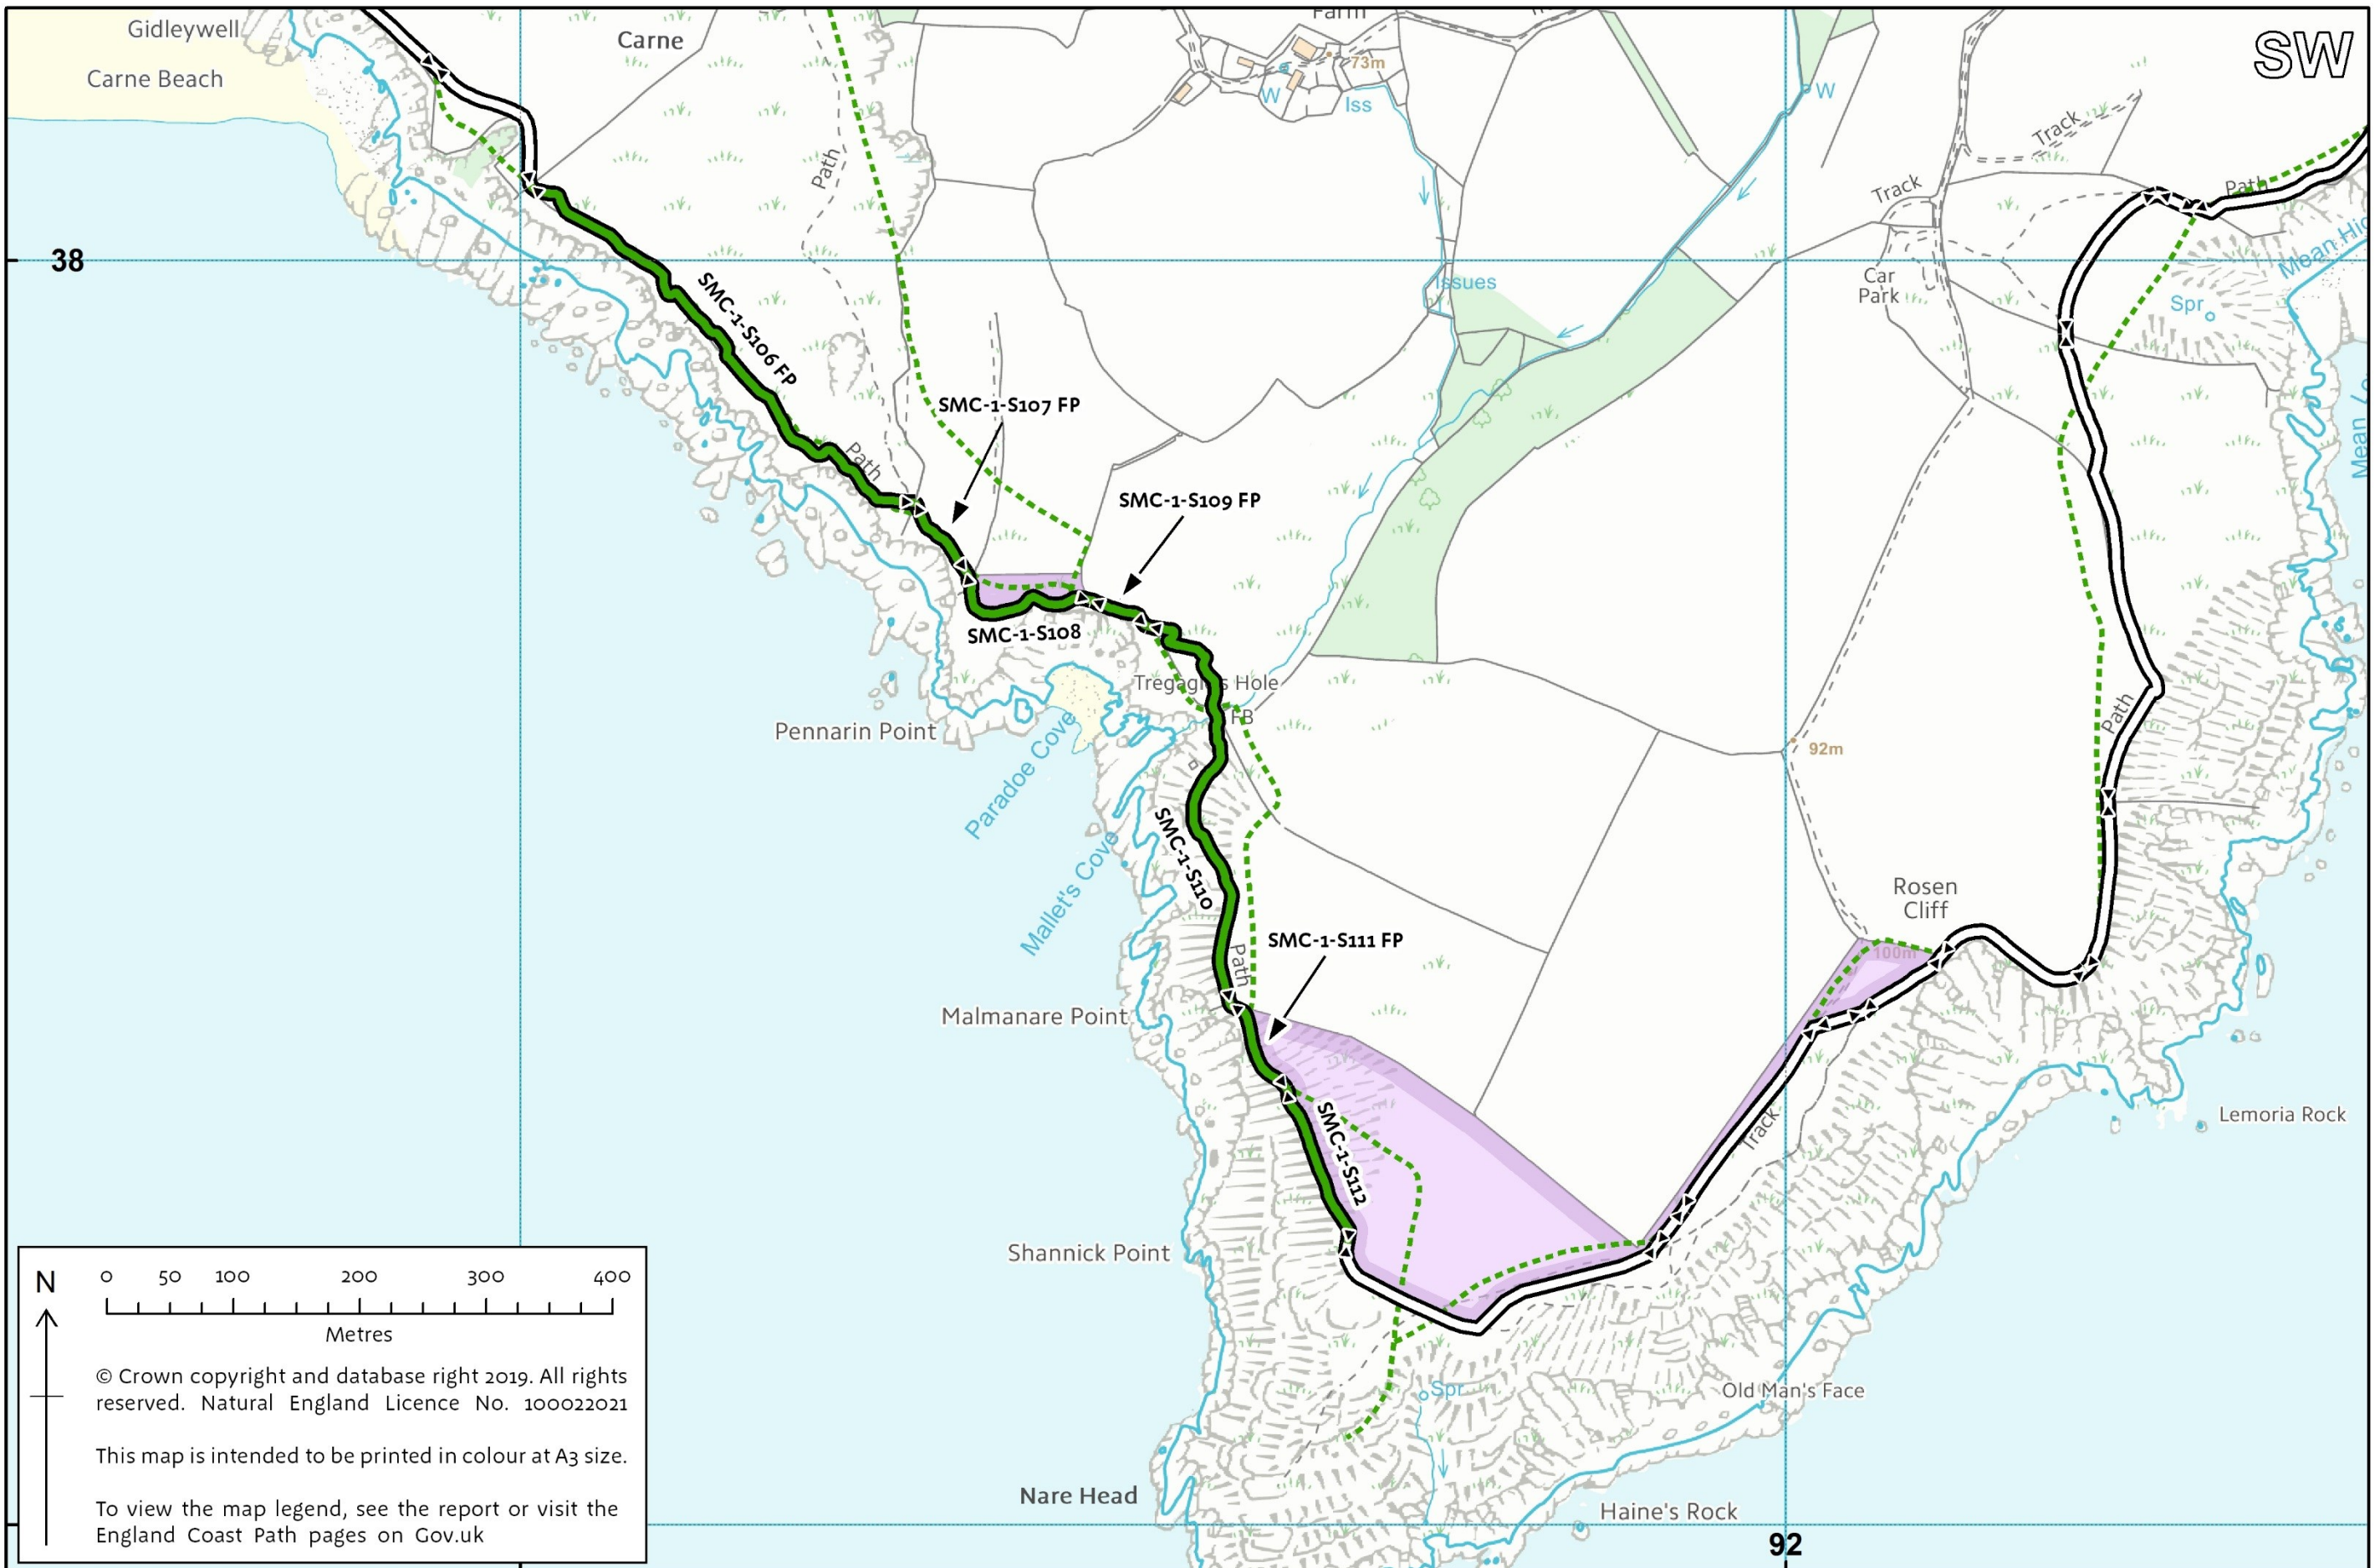 Gidleywell
Carne
Farm
SW
Carne Beach
73m
W
Iss
W
Track
Path
Track
Path
38
Mean
Issues
Car
Park
Spr
SMC-1-S106 FP
SMC-1-S107 FP
Mean
Path
SMC-1-S109 FP
SMC-1-S108
Hole
FB
Pennarin Point
Path
92m
Paradoe Cove
SMC-1-S110
Mallet's Cove
Rosen
Cliff
SMC-1-S111 FP
100m
Path
Malmanare Point
Lemoria Rock
Track
SMC-1-S112
Shannick Point
Old Man's Face
Spr
Nare Head
Haine's Rock
92
N
0 50 100 200 300 400
Metres
© Crown copyright and database right 2019. All rights
reserved. Natural England Licence No. 100022021
This map is intended to be printed in colour at A3 size.
To view the map legend, see the report or visit the
England Coast Path pages on Gov.uk